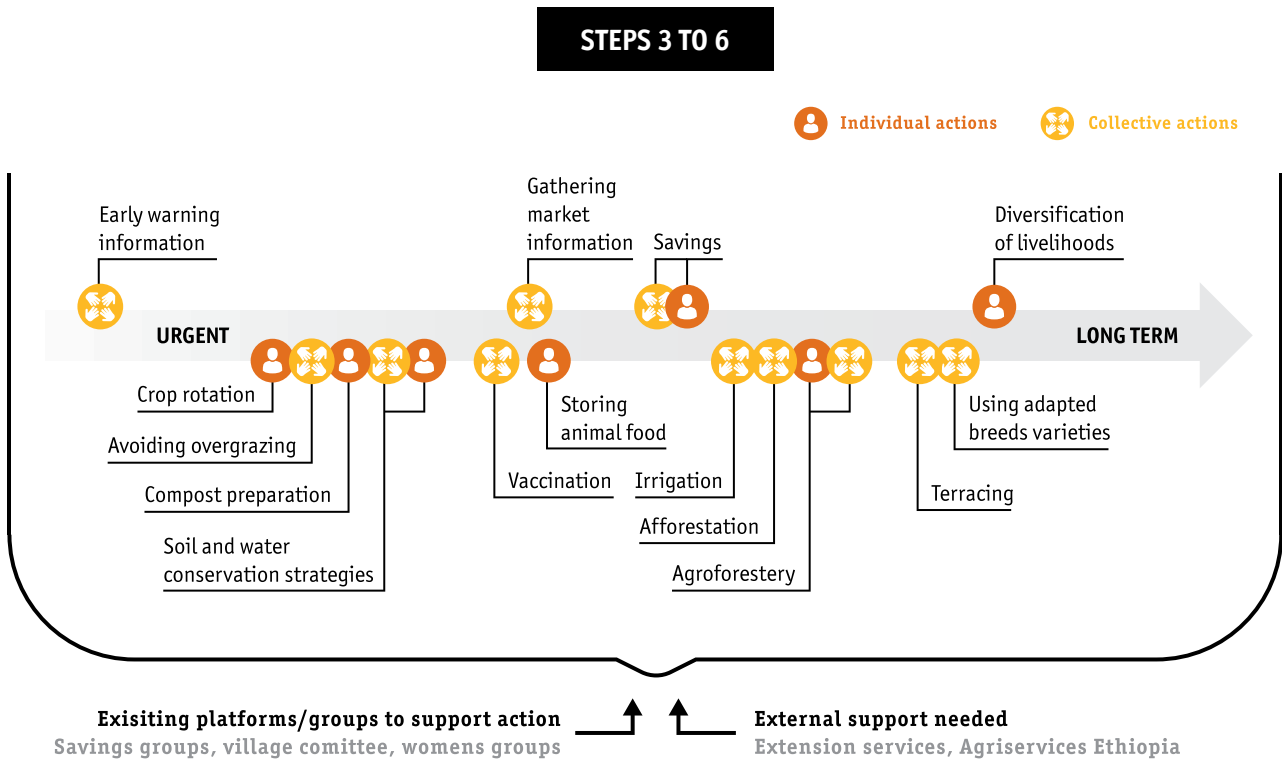 STEPS 3 TO 6
Individual actions
Collective actions
Early warning
information
Gathering
market
information
Savings
Diversification
of livelihoods
URGENT
LONG TERM
Crop rotation
Avoiding overgrazing
Compost preparation
Soil and water
conservation strategies
Storing
animal food
Vaccination
Irrigation
Afforestation
Agroforestery
Using adapted
breeds varieties
Terracing
Exisiting platforms/groups to support action
Savings groups, village comittee, womens groups
External support needed
Extension services, Agriservices Ethiopia